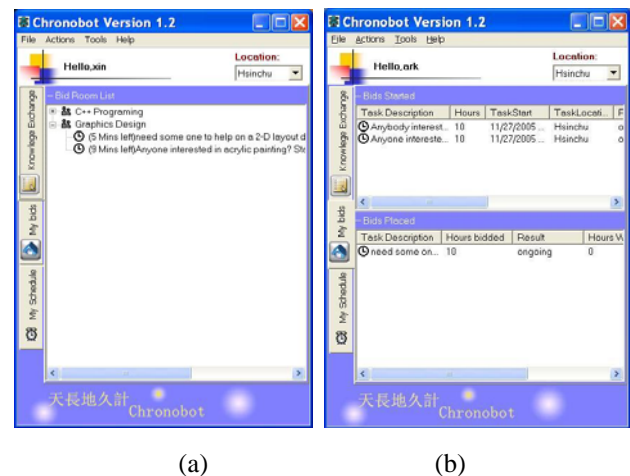 Chronobot Version 1.2
File Actions Tools Help
Hello,xin
Location:
Hsinchu
Bid Room List
C++ Programing
Graphics Design
(5 Mins left)need some one to help on a 2-D layout d
(9 Mins left)Anyone interested in acrylic painting? Sto
Knowlege Exchange
My bids
My Schedule
天長地久計
Chronobot
(a)
Chronobot Version 1.2
File Actions Tools Help
Hello,ark
Location:
Hsinchu
Bids Started
Task Description Hours TaskStart TaskLocati.. F
Anybody interest... 10 11/27/2005 ... Hsinchu o
Anyone intereste... 10 11/27/2005 ... Hsinchu o
Bids Placed
Task Description Hours bidded Result Hours W
need some on... 10 ongoing 0
Knowlege Exchange
My bids
My Schedule
天長地久計
Chronobot
(b)